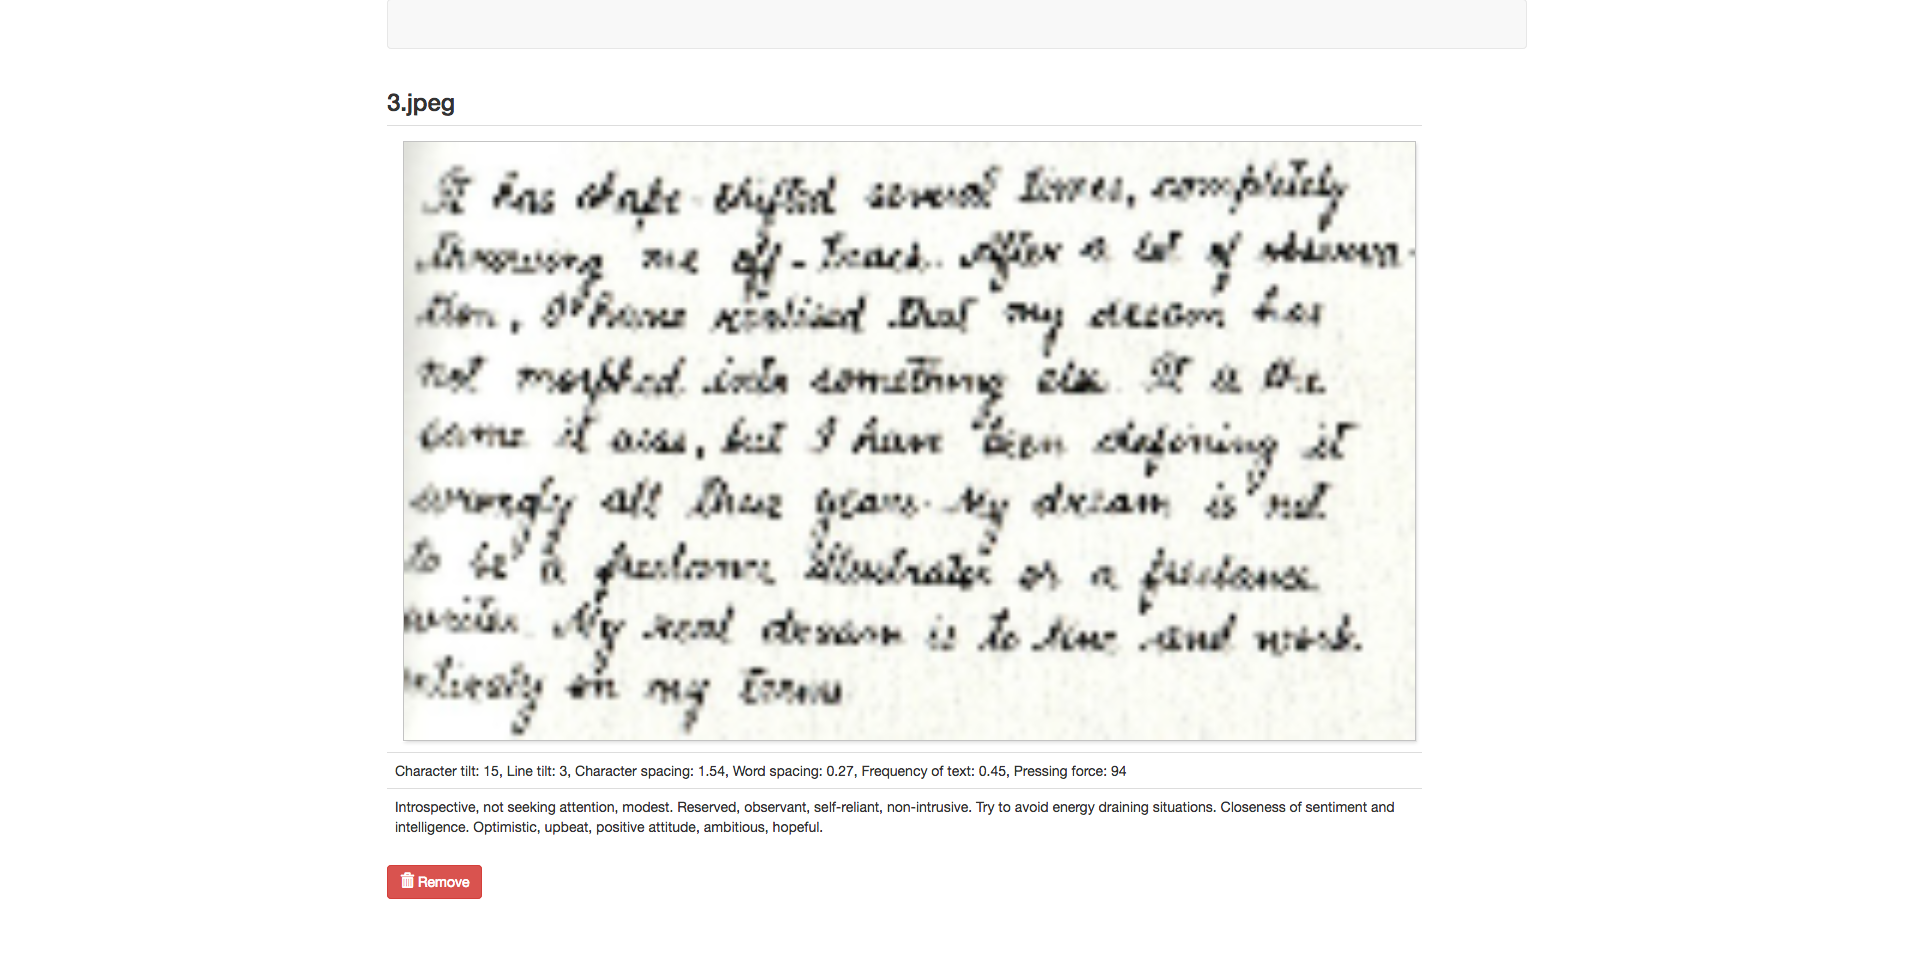 3.jpeg
It has shape-shifted several times, completely
throwing me off-track. After a lot of observa-
tion, I have realised that my dream has
not morphed into something else. It is the
same it was, but I have been defining it
wrongly all these years. My dream is not
to be a freelance illustrator or a freelance
writer. My real dream is to live and work
entirely on my terms
Character tilt: 15, Line tilt: 3, Character spacing: 1.54, Word spacing: 0.27, Frequency of text: 0.45, Pressing force: 94
Introspective, not seeking attention, modest. Reserved, observant, self-reliant, non-intrusive. Try to avoid energy draining situations. Closeness of sentiment and
intelligence. Optimistic, upbeat, positive attitude, ambitious, hopeful.
Remove